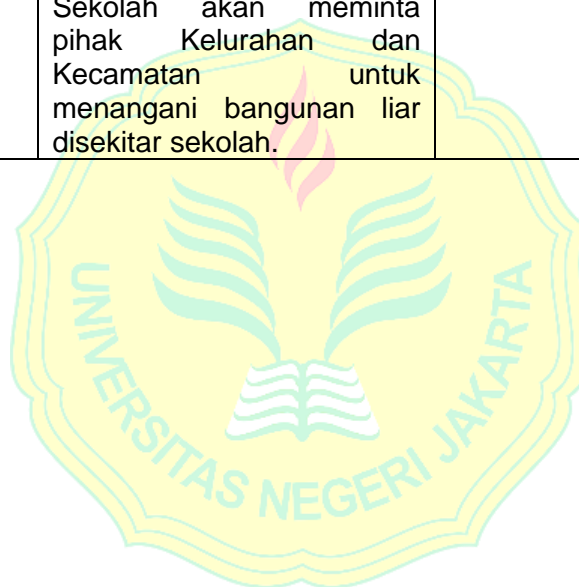 Sekolah akan meminta
pihak Kelurahan dan
Kecamatan untuk
menangani bangunan liar
disekitar sekolah.
UNIVERSITAS NEGERI JAKARTA